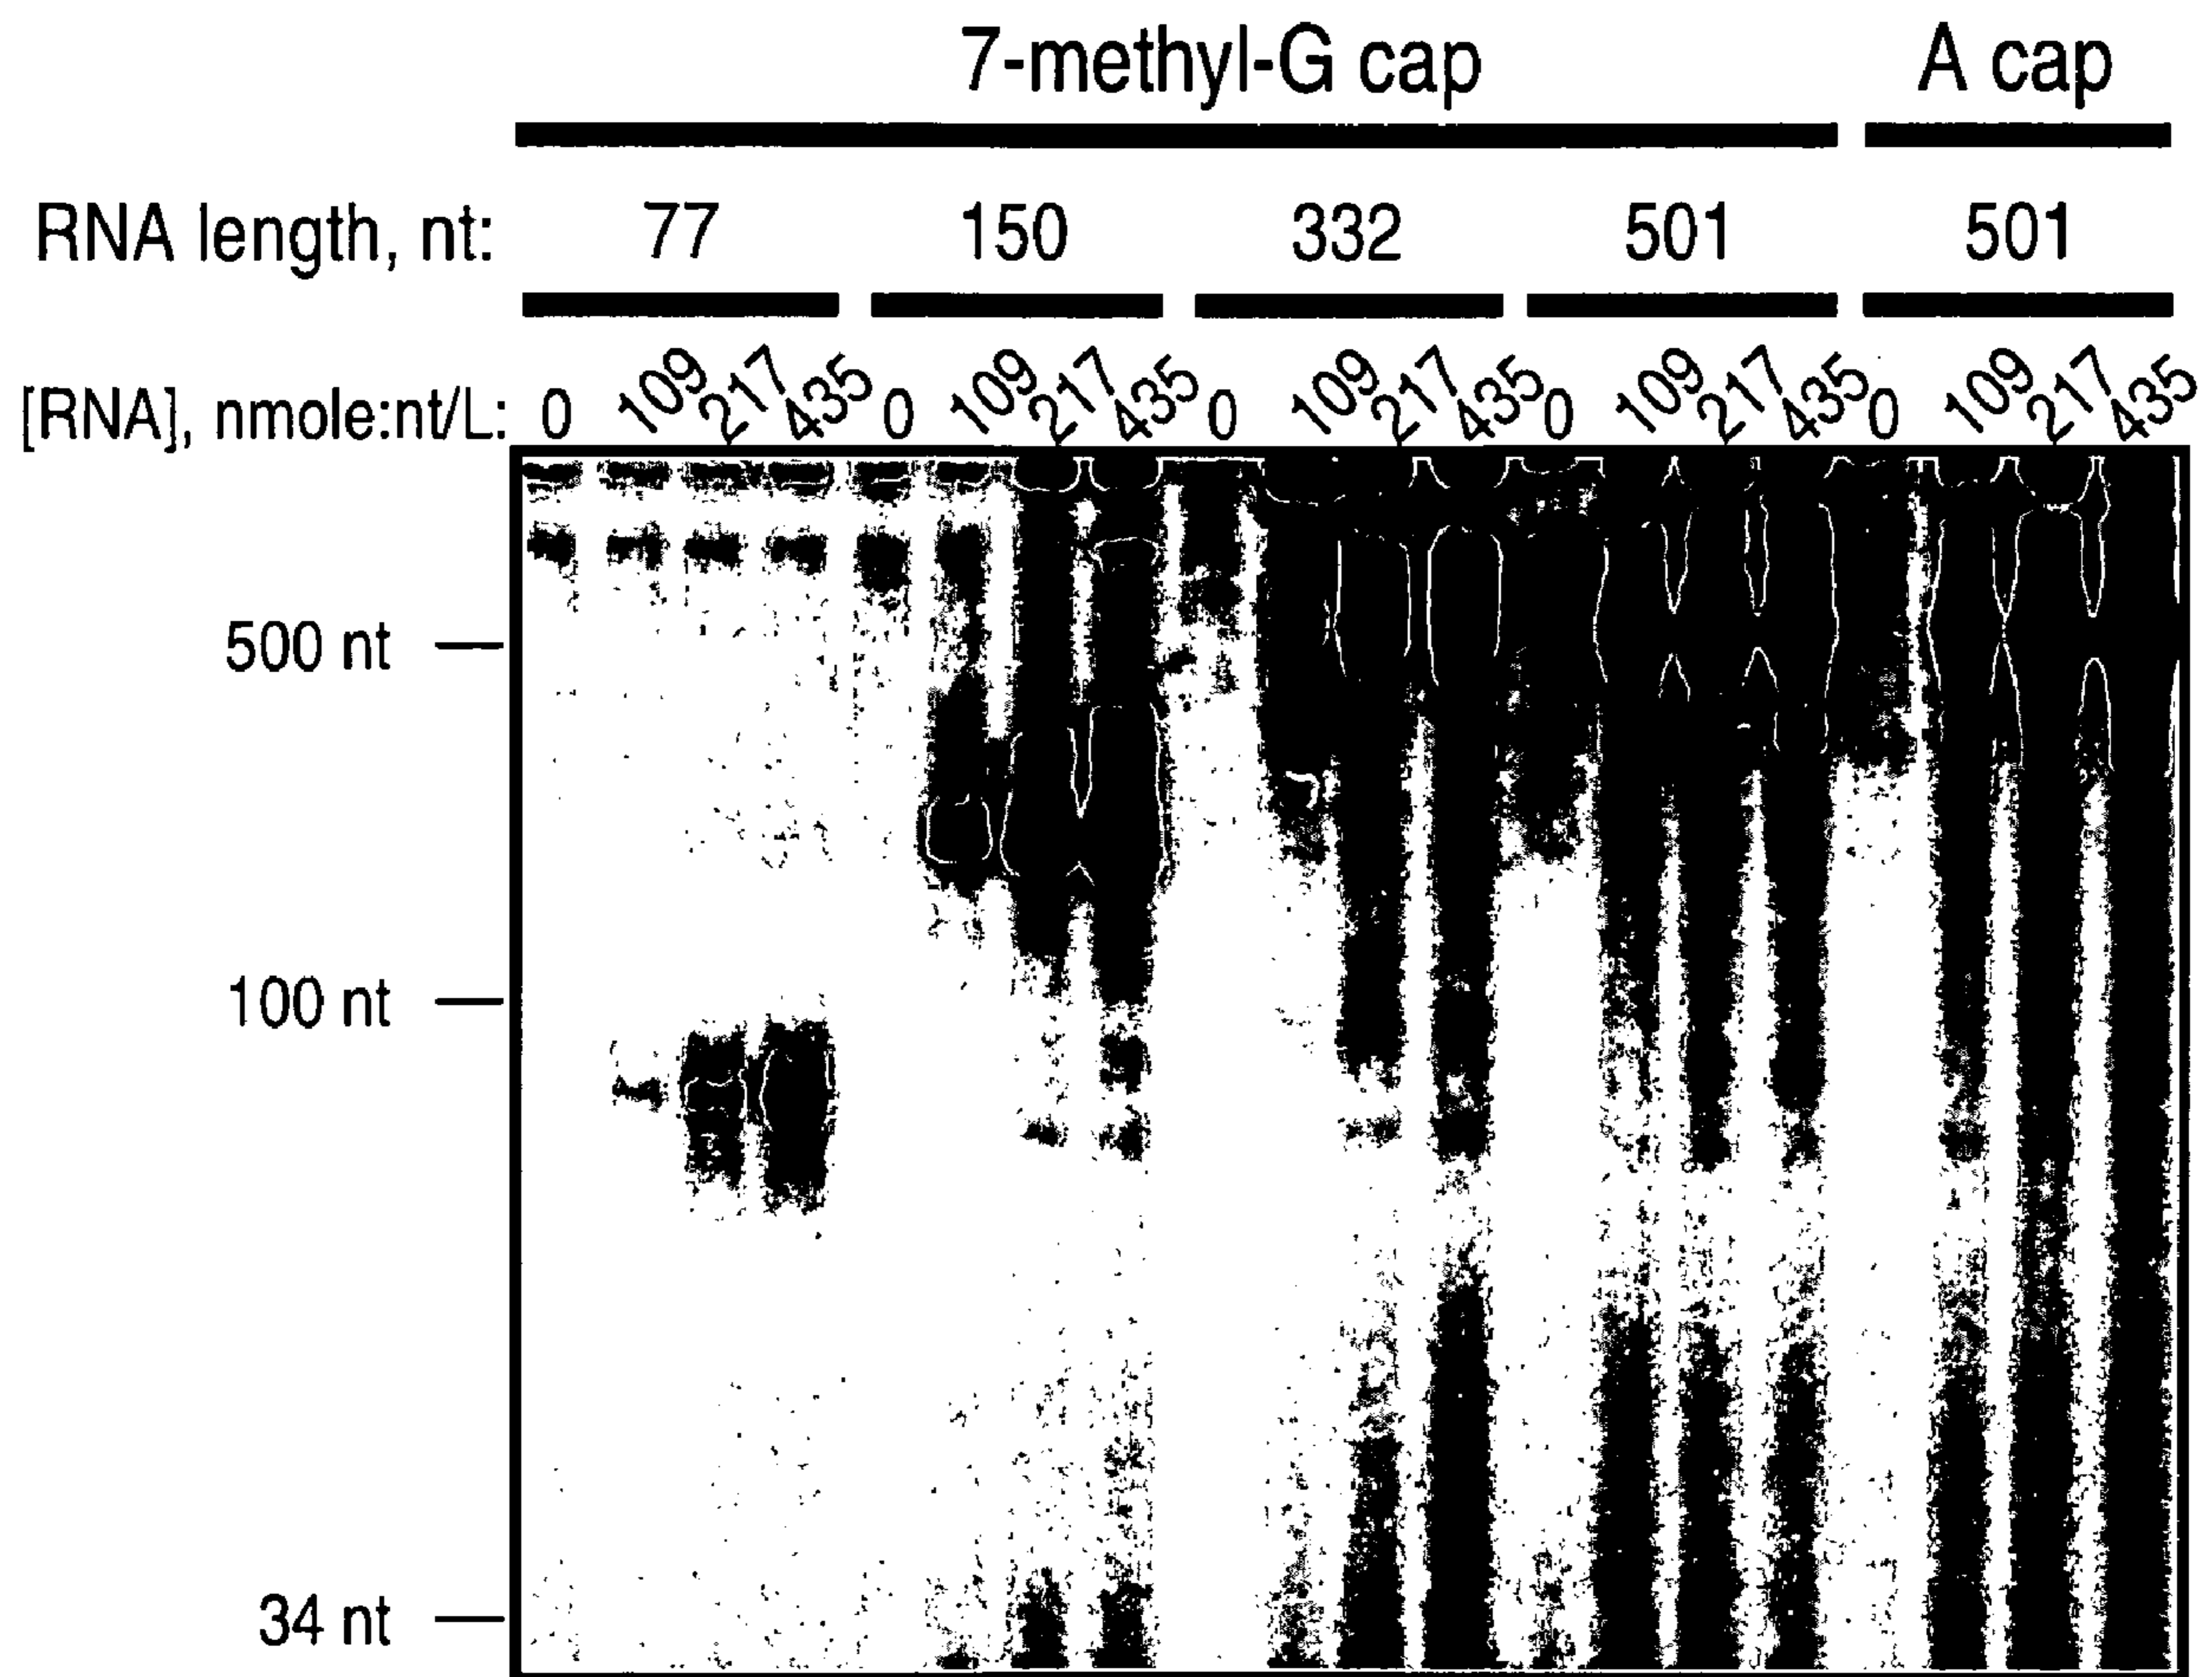 7-methyl-G cap A cap
RNA length, nt: 77 150 332 501 501
[RNA], nmole:nt/L: 0 109 217 435 0 109 217 435 0 109 217 435 0 109 217 435 0 109 217 435
500 nt
100 nt
34 nt